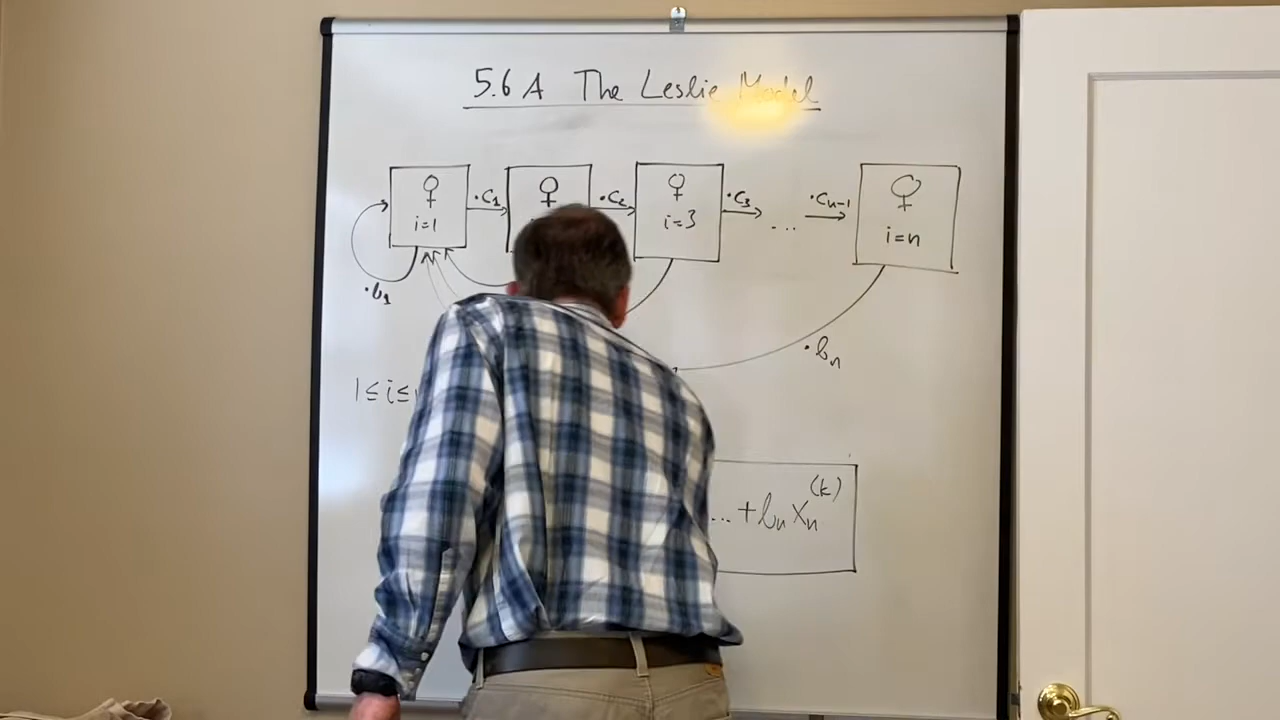 5.6 A The Leslie Model
♀ ·c₁ ♀ ·c₂ ♀ ·c₃ ... ·cₙ₋₁ ♀
i=1 i=3 i=n
·b₁
·bₙ
1≤i≤
... + bₙ xₙ⁽ᵏ⁾